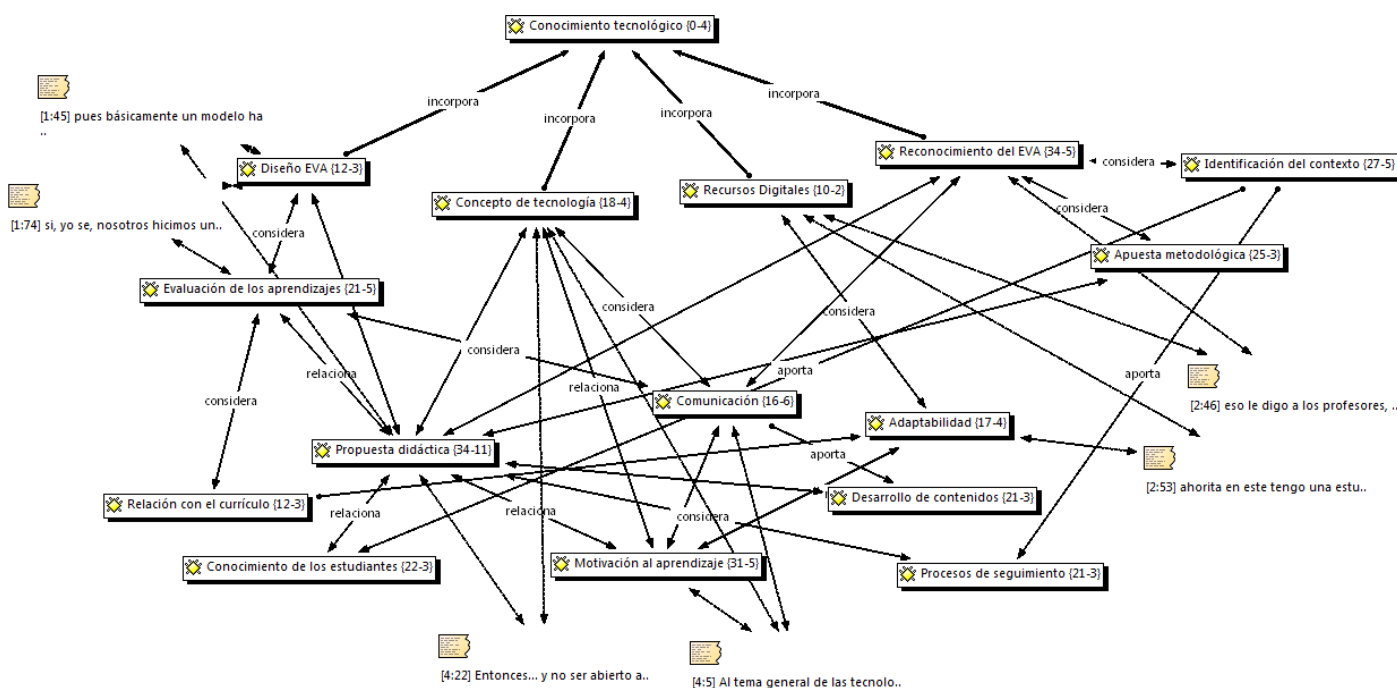 Conocimiento tecnológico {0-4}
incorpora
incorpora
incorpora
incorpora
[1:45] pues básicamente un modelo ha
..
Diseño EVA {12-3}
Reconocimiento del EVA {34-5}
considera
Identificación del contexto {27-5}
Recursos Digitales {10-2}
Concepto de tecnología {18-4}
considera
[1:74] si, yo se, nosotros hicimos un..
considera
Apuesta metodológica {25-3}
Evaluación de los aprendizajes {21-5}
considera
considera
considera
relaciona
relaciona
aporta
aporta
considera
Comunicación {16-6}
[2:46] eso le digo a los profesores, ..
Adaptabilidad {17-4}
Propuesta didáctica {34-11}
aporta
[2:53] ahorita en este tengo una estu..
Relación con el currículo {12-3}
relaciona
relaciona
considera
Desarrollo de contenidos {21-3}
Conocimiento de los estudiantes {22-3}
Motivación al aprendizaje {31-5}
Procesos de seguimiento {21-3}
[4:22] Entonces... y no ser abierto a..
[4:5] Al tema general de las tecnolo..